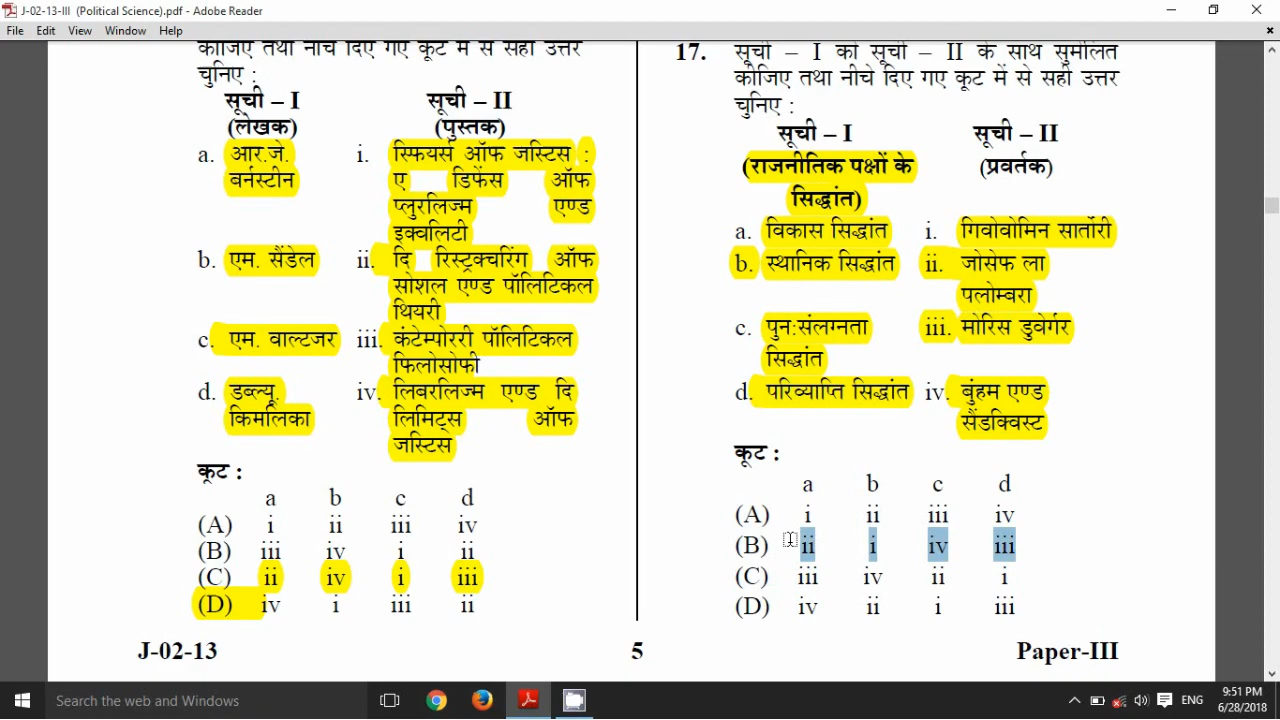 J-02-13-III (Political Science).pdf - Adobe Reader
File Edit View Window Help
कीजिए तथा नीचे दिए गए कूट में से सही उत्तर
चुनिए :
सूची – I सूची – II
(लेखक) (पुस्तक)
a. आर.जे. i. स्फियर्स ऑफ जस्टिस :
बर्नस्टीन ए डिफेंस ऑफ
प्लुरलिज्म एण्ड
इक्वलिटी
b. एम. सैंडेल ii. दि रिस्ट्रक्चरिंग ऑफ
सोशल एण्ड पॉलिटिकल
थियरी
c. एम. वाल्टजर iii. कंटेम्पोररी पॉलिटिकल
फिलोसोफी
d. डब्ल्यू. iv. लिबरलिज्म एण्ड दि
किमलिका लिमिट्स ऑफ
जस्टिस
कूट :
a b c d
(A) i ii iii iv
(B) iii iv i ii
(C) ii iv i iii
(D) iv i iii ii
J-02-13
17. सूची – I को सूची – II के साथ सुमेलित
कीजिए तथा नीचे दिए गए कूट में से सही उत्तर
चुनिए :
सूची – I सूची – II
(राजनीतिक पक्षों के (प्रवर्तक)
सिद्धांत)
a. विकास सिद्धांत i. गिवोवोमिन सार्तोरी
b. स्थानिक सिद्धांत ii. जोसेफ ला
पलोम्बरा
c. पुन:संलग्नता iii. मोरिस डुवेर्गर
सिद्धांत
d. परिव्याप्ति सिद्धांत iv. बुंहम एण्ड
सैंडक्विस्ट
कूट :
a b c d
(A) i ii iii iv
(B) ii i iv iii
(C) iii iv ii i
(D) iv ii i iii
5
Paper-III
Search the web and Windows
ENG
9:51 PM
6/28/2018